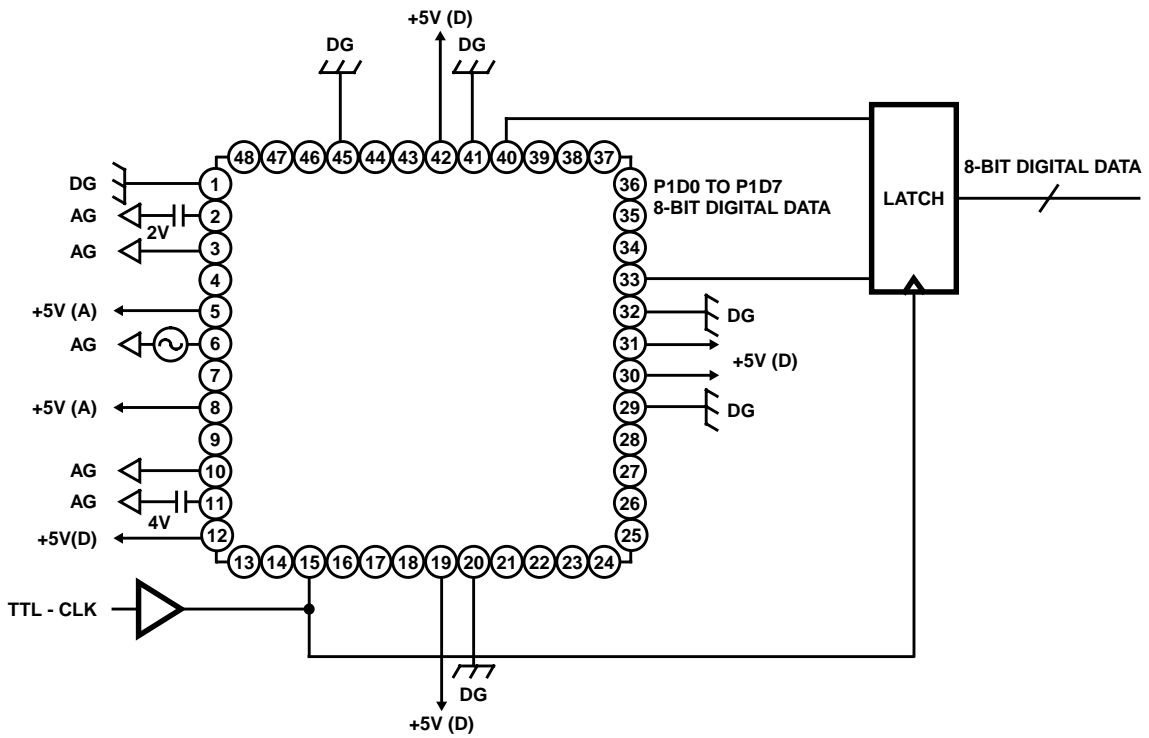 +5V (D)
DG
DG
48 47 46 45 44 43 42 41 40 39 38 37
DG
1
AG
2
2V
AG
3
4
+5V (A)
5
AG
6
7
+5V (A)
8
9
AG
10
AG
11
4V
+5V(D)
12
36
P1D0 TO P1D7
35
8-BIT DIGITAL DATA
34
33
32
DG
31
+5V (D)
30
29
DG
28
27
26
25
13 14 15 16 17 18 19 20 21 22 23 24
LATCH
8-BIT DIGITAL DATA
TTL - CLK
DG
+5V (D)